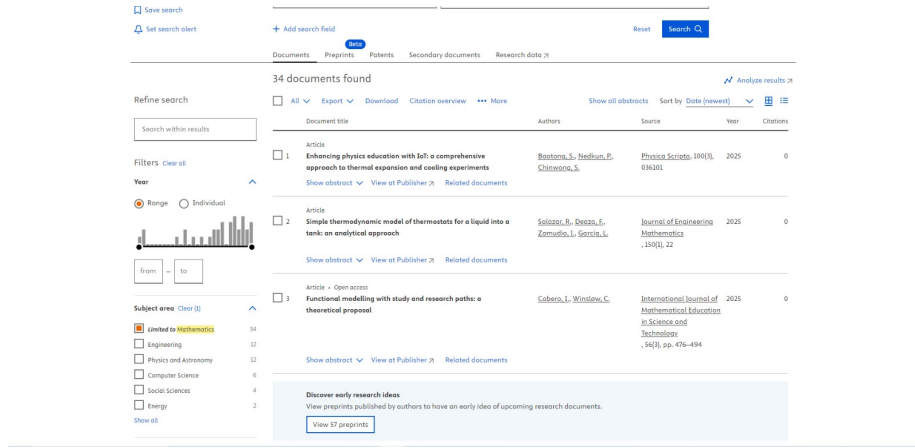 Save search
Set search alert
+ Add search field
Reset
Search
Beta
Documents Preprints Patents Secondary documents Research data
34 documents found
Analyze results
Refine search
All Export Download Citation overview ••• More
Show all abstracts Sort by Date (newest)
Document title Authors Source Year Citations
Search within results
Filters Clear all
Year
Range Individual
from – to
Subject area Clear (1)
Limited to Mathematics 34
Engineering 12
Physics and Astronomy 12
Computer Science 6
Social Sciences 4
Energy 2
Show all
Article
1 Enhancing physics education with IoT: a comprehensive
approach to thermal expansion and cooling experiments
Baotong, S., Nedkun, P.,
Chinwong, S.
Physica Scripta, 100(3),
036101
2025 0
Show abstract View at Publisher Related documents
Article
2 Simple thermodynamic model of thermostats for a liquid into a
tank: an analytical approach
Salazar, R., Deaza, F.,
Zamudio, J., Garcia, L.
Journal of Engineering
Mathematics
, 150(1), 22
2025 0
Show abstract View at Publisher Related documents
Article • Open access
3 Functional modelling with study and research paths: a
theoretical proposal
Cabero, I., Winsløw, C.
International Journal of
Mathematical Education
in Science and
Technology
, 56(3), pp. 476–494
2025 0
Show abstract View at Publisher Related documents
Discover early research ideas
View preprints published by authors to have an early idea of upcoming research documents.
View 57 preprints